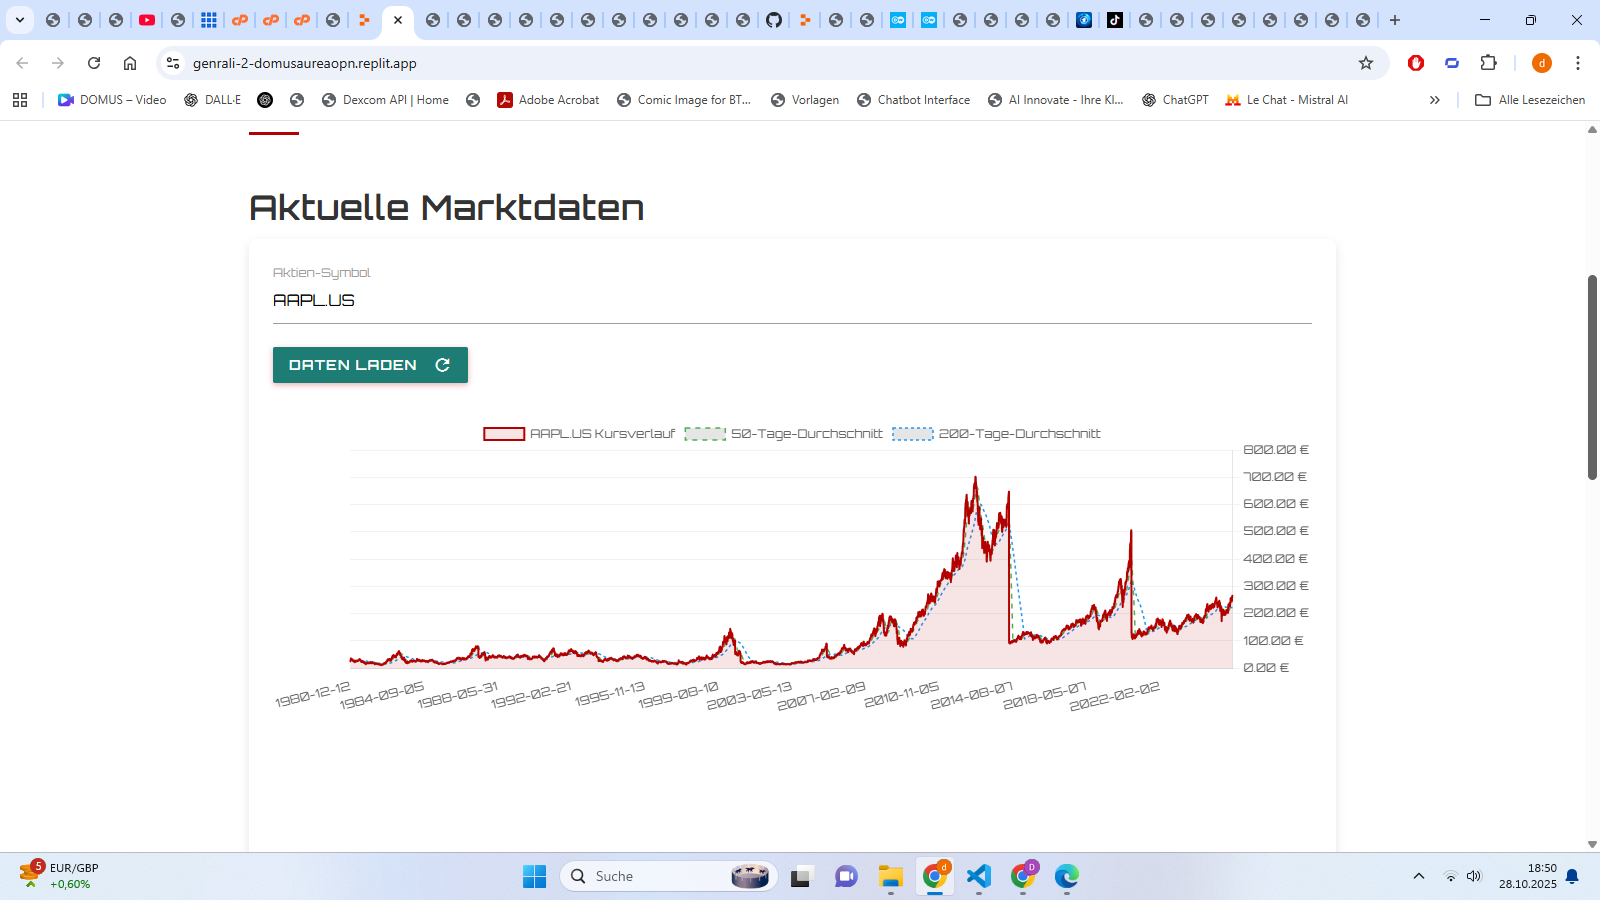 genrali-2-domusaureaopn.replit.app
d
DOMUS – Video
DALL·E
Dexcom API | Home
Adobe Acrobat
Comic Image for BT...
Vorlagen
Chatbot Interface
AI Innovate - Ihre KI...
ChatGPT
Le Chat - Mistral AI
Alle Lesezeichen
Aktuelle Marktdaten
Aktien-Symbol
AAPL.US
DATEN LADEN
AAPL.US Kursverlauf 50-Tage-Durchschnitt 200-Tage-Durchschnitt
800.00 €
700.00 €
600.00 €
500.00 €
400.00 €
300.00 €
200.00 €
100.00 €
0.00 €
1980-12-12
1984-09-05
1988-05-31
1992-02-21
1995-11-13
1999-08-10
2003-05-13
2007-02-09
2010-11-05
2014-08-07
2018-05-07
2022-02-02
5
EUR/GBP
+0,60%
Suche
d
D
18:50
28.10.2025